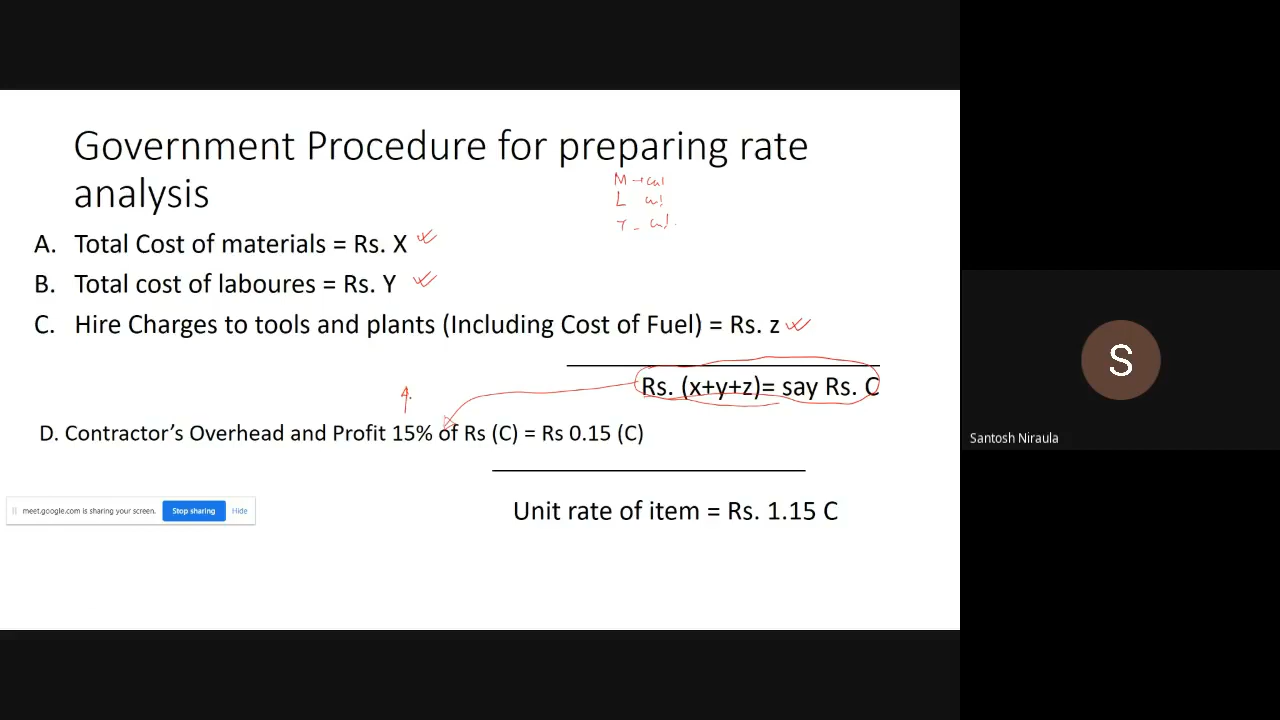 Government Procedure for preparing rate
analysis
M
L
A. Total Cost of materials = Rs. X
B. Total cost of laboures = Rs. Y
C. Hire Charges to tools and plants (Including Cost of Fuel) = Rs. z
Rs. (x+y+z)= say Rs. C
D. Contractor's Overhead and Profit 15% of Rs (C) = Rs 0.15 (C)
Unit rate of item = Rs. 1.15 C
meet.google.com is sharing your screen. Stop sharing Hide
S
Santosh Niraula